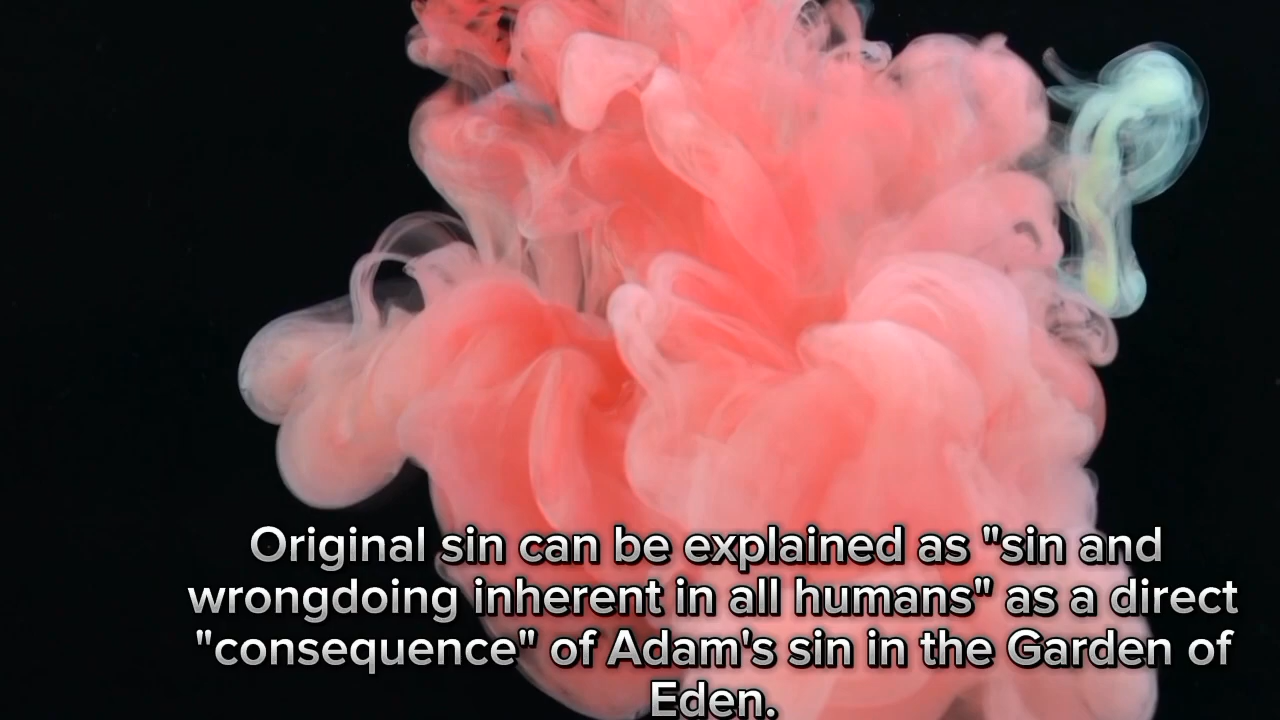 Original sin can be explained as "sin and
wrongdoing inherent in all humans" as a direct
"consequence" of Adam's sin in the Garden of
Eden.